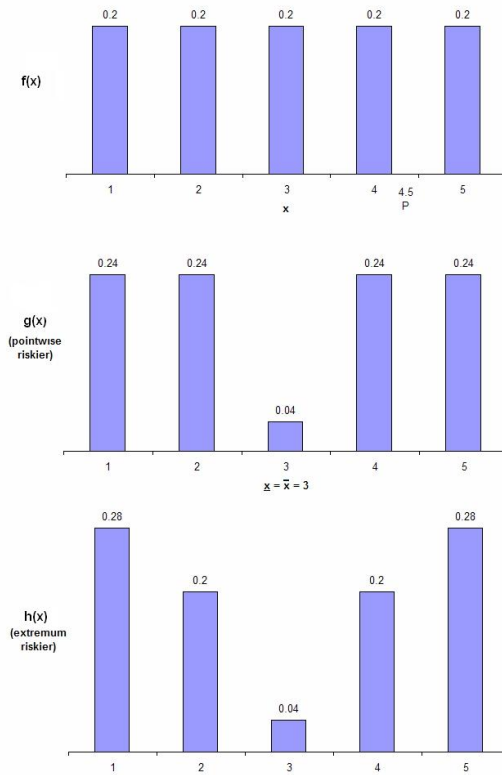 0.2 0.2 0.2 0.2 0.2
f(x)
1 2 3 4 4.5 5
x P
0.24 0.24 0.24 0.24
g(x)
(pointwise
riskier)
0.04
1 2 3 4 5
x = x̄ = 3
0.28 0.28
0.2 0.2
h(x)
(extremum
riskier)
0.04
1 2 3 4 5